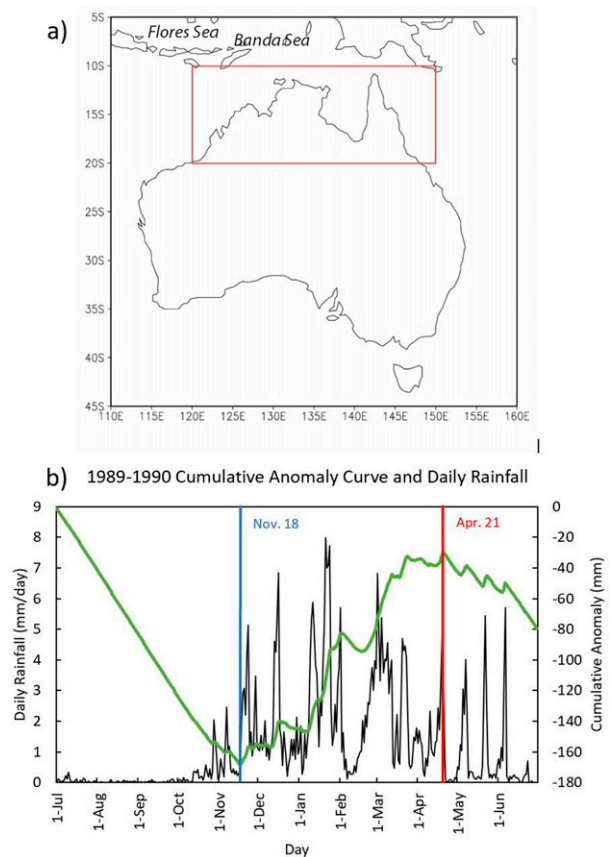 a)
5S
Flores Sea
Banda Sea
10S
15S
20S
25S
30S
35S
40S
45S
110E 115E 120E 125E 130E 135E 140E 145E 150E 155E 160E
b) 1989-1990 Cumulative Anomaly Curve and Daily Rainfall
Daily Rainfall (mm/day)
9
8
7
6
5
4
3
2
1
0
Nov. 18
Apr. 21
0
-20
-40
-60
-80
-100
-120
-140
-160
-180
Cumulative Anomaly (mm)
1-Jul
1-Aug
1-Sep
1-Oct
1-Nov
1-Dec
1-Jan
1-Feb
1-Mar
1-Apr
1-May
1-Jun
Day